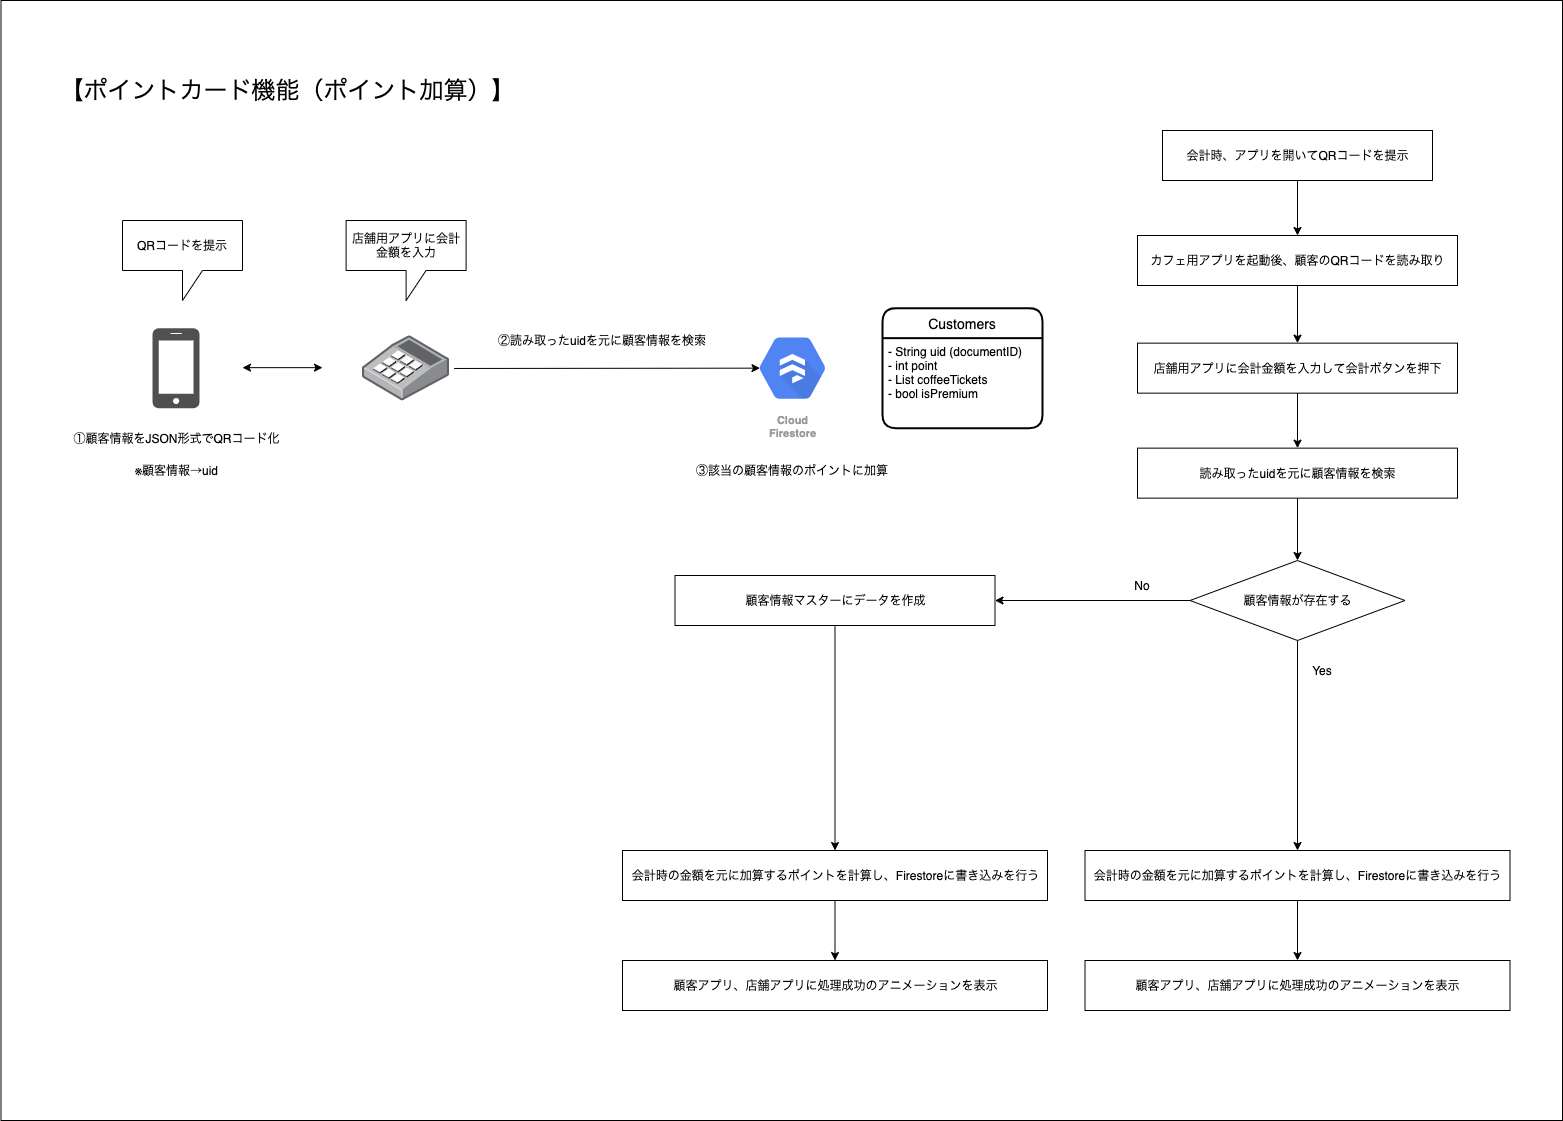 【ポイントカード機能（ポイント加算）】
QRコードを提示
店舗用アプリに会計
金額を入力
②読み取ったuidを元に顧客情報を検索
①顧客情報をJSON形式でQRコード化
※顧客情報→uid
Cloud
Firestore
③該当の顧客情報のポイントに加算
Customers
- String uid (documentID)
- int point
- List coffeeTickets
- bool isPremium
会計時、アプリを開いてQRコードを提示
カフェ用アプリを起動後、顧客のQRコードを読み取り
店舗用アプリに会計金額を入力して会計ボタンを押下
読み取ったuidを元に顧客情報を検索
顧客情報が存在する
No
Yes
顧客情報マスターにデータを作成
会計時の金額を元に加算するポイントを計算し、Firestoreに書き込みを行う
顧客アプリ、店舗アプリに処理成功のアニメーションを表示
会計時の金額を元に加算するポイントを計算し、Firestoreに書き込みを行う
顧客アプリ、店舗アプリに処理成功のアニメーションを表示